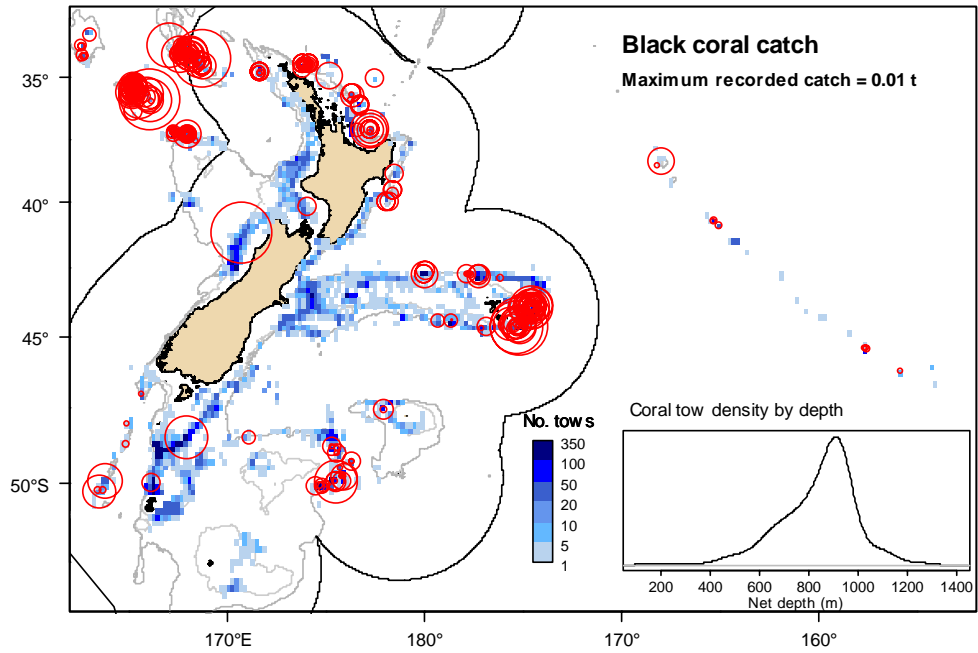 Black coral catch
Maximum recorded catch = 0.01 t
35°
40°
45°
50°S
No. tows
350
100
50
20
10
5
1
Coral tow density by depth
200 400 600 800 1000 1200 1400
Net depth (m)
170°E 180° 170° 160°